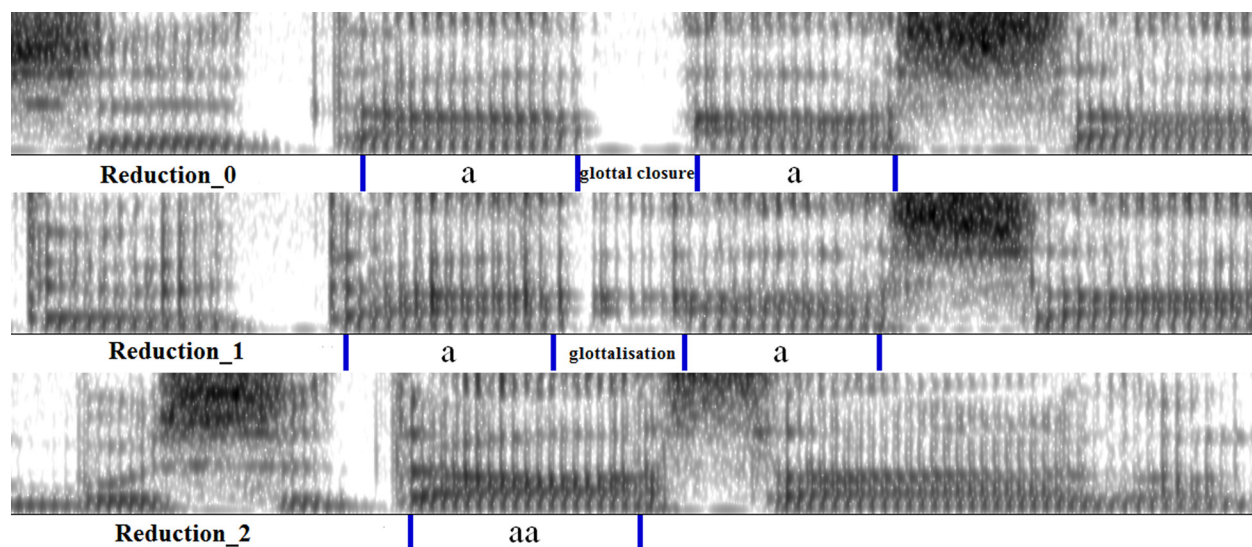 Reduction_0 a glottal closure a
Reduction_1 a glottalisation a
Reduction_2 aa